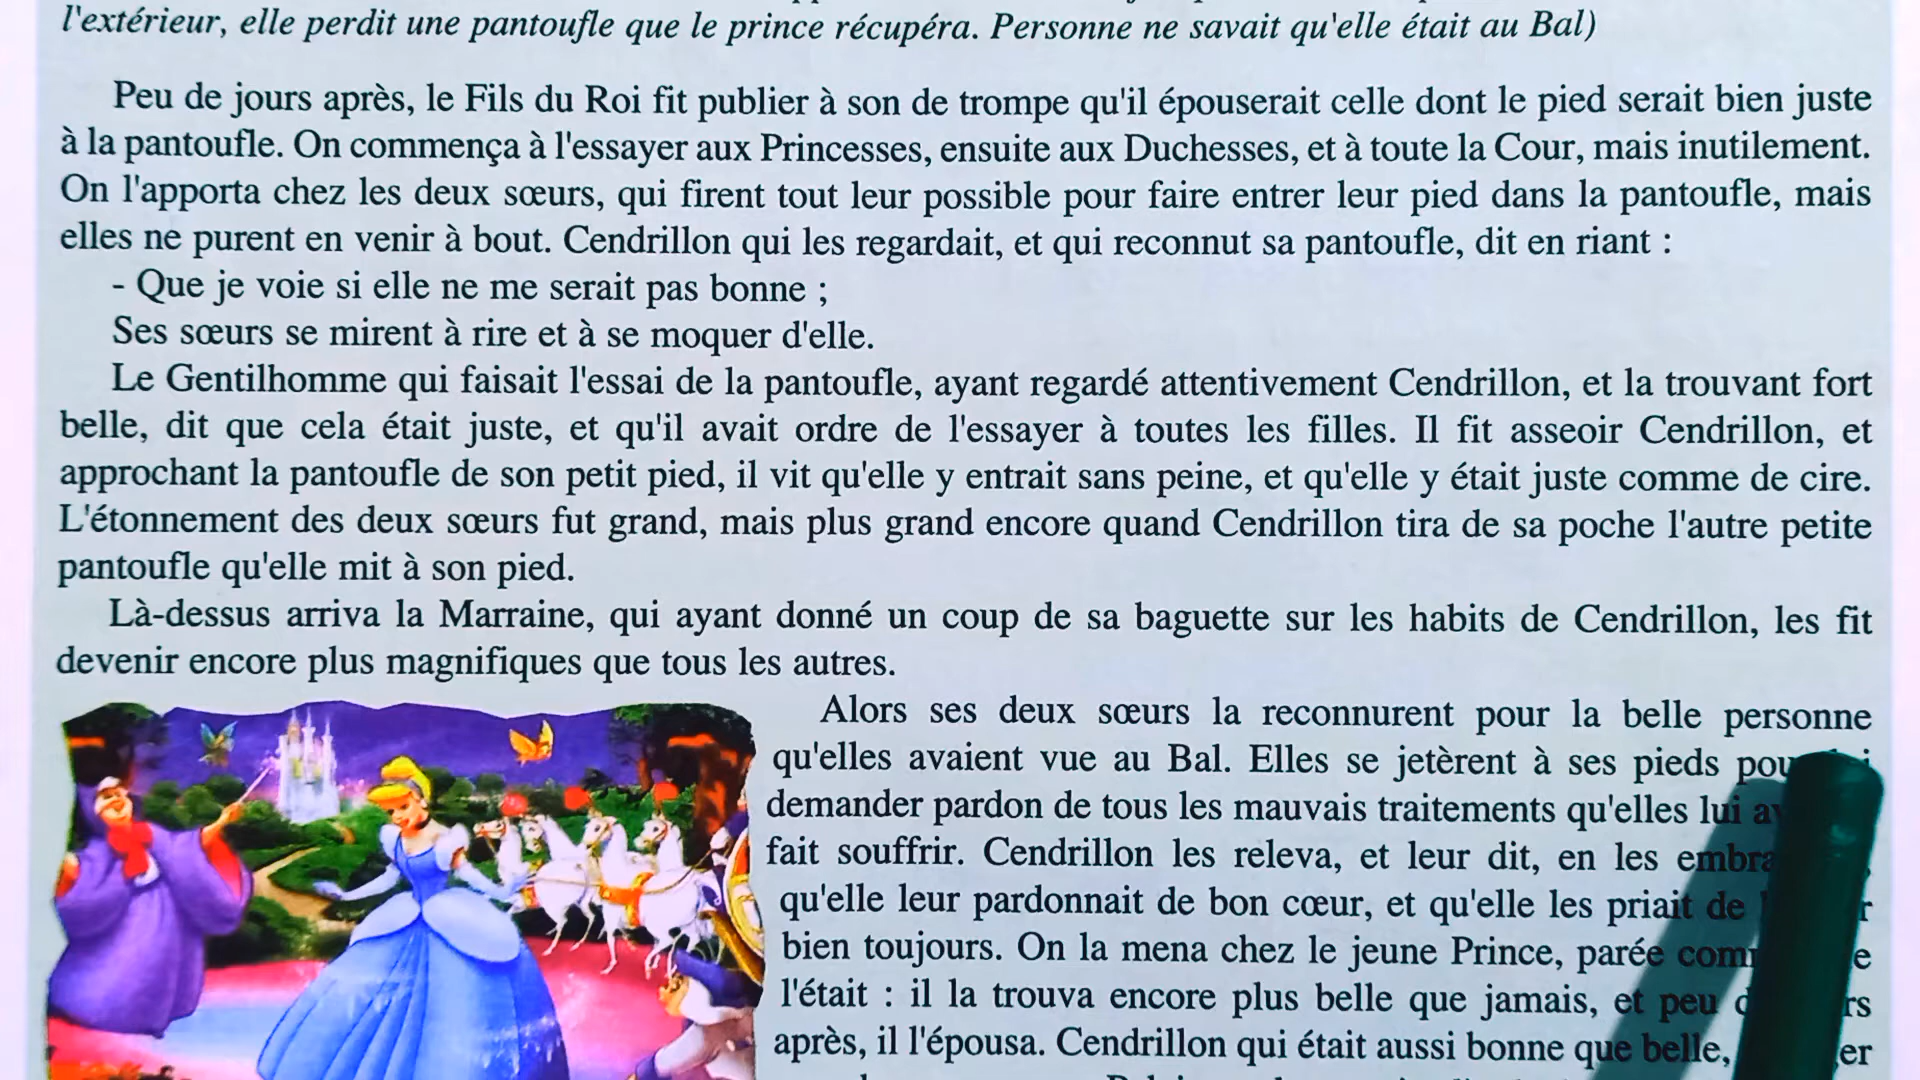 l'extérieur, elle perdit une pantoufle que le prince récupéra. Personne ne savait qu'elle était au Bal)
Peu de jours après, le Fils du Roi fit publier à son de trompe qu'il épouserait celle dont le pied serait bien juste
à la pantoufle. On commença à l'essayer aux Princesses, ensuite aux Duchesses, et à toute la Cour, mais inutilement.
On l'apporta chez les deux sœurs, qui firent tout leur possible pour faire entrer leur pied dans la pantoufle, mais
elles ne purent en venir à bout. Cendrillon qui les regardait, et qui reconnut sa pantoufle, dit en riant :
- Que je voie si elle ne me serait pas bonne ;
Ses sœurs se mirent à rire et à se moquer d'elle.
Le Gentilhomme qui faisait l'essai de la pantoufle, ayant regardé attentivement Cendrillon, et la trouvant fort
belle, dit que cela était juste, et qu'il avait ordre de l'essayer à toutes les filles. Il fit asseoir Cendrillon, et
approchant la pantoufle de son petit pied, il vit qu'elle y entrait sans peine, et qu'elle y était juste comme de cire.
L'étonnement des deux sœurs fut grand, mais plus grand encore quand Cendrillon tira de sa poche l'autre petite
pantoufle qu'elle mit à son pied.
Là-dessus arriva la Marraine, qui ayant donné un coup de sa baguette sur les habits de Cendrillon, les fit
devenir encore plus magnifiques que tous les autres.
Alors ses deux sœurs la reconnurent pour la belle personne
qu'elles avaient vue au Bal. Elles se jetèrent à ses pieds
demander pardon de tous les mauvais traitements qu'elles lui
fait souffrir. Cendrillon les releva, et leur dit, en les
qu'elle leur pardonnait de bon cœur, et qu'elle les priait de
bien toujours. On la mena chez le jeune Prince, parée
l'était : il la trouva encore plus belle que jamais, et peu
après, il l'épousa. Cendrillon qui était aussi bonne que belle,